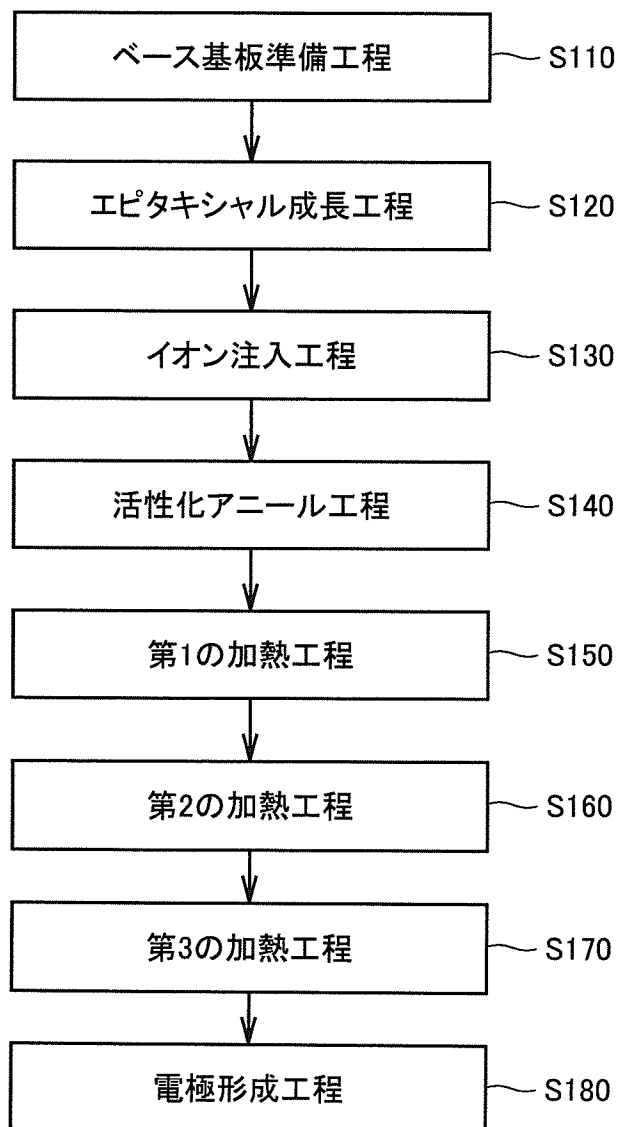 ベース基板準備工程 S110
エピタキシャル成長工程 S120
イオン注入工程 S130
活性化アニール工程 S140
第1の加熱工程 S150
第2の加熱工程 S160
第3の加熱工程 S170
電極形成工程 S180